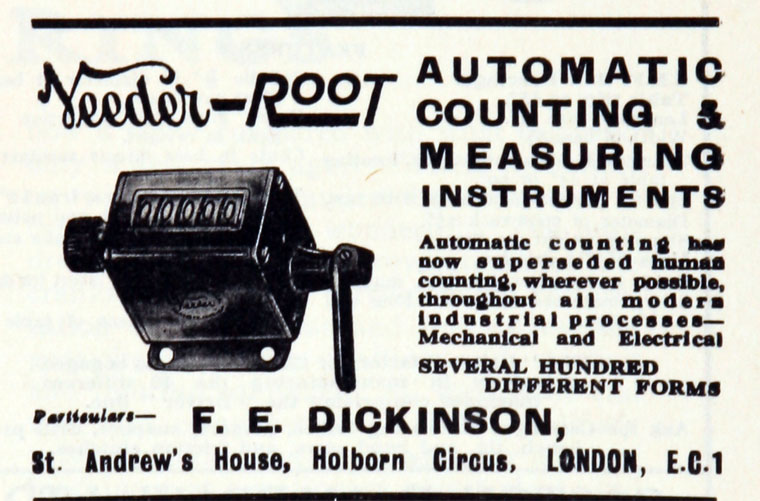 Veeder-ROOT
AUTOMATIC
COUNTING &
MEASURING
INSTRUMENTS
00000
Automatic counting has
now superseded human
counting, wherever possible,
throughout all modern
industrial processes—
Mechanical and Electrical
SEVERAL HUNDRED
DIFFERENT FORMS
Particulars—
F. E. DICKINSON,
St. Andrew's House, Holborn Circus, LONDON, E.C.1